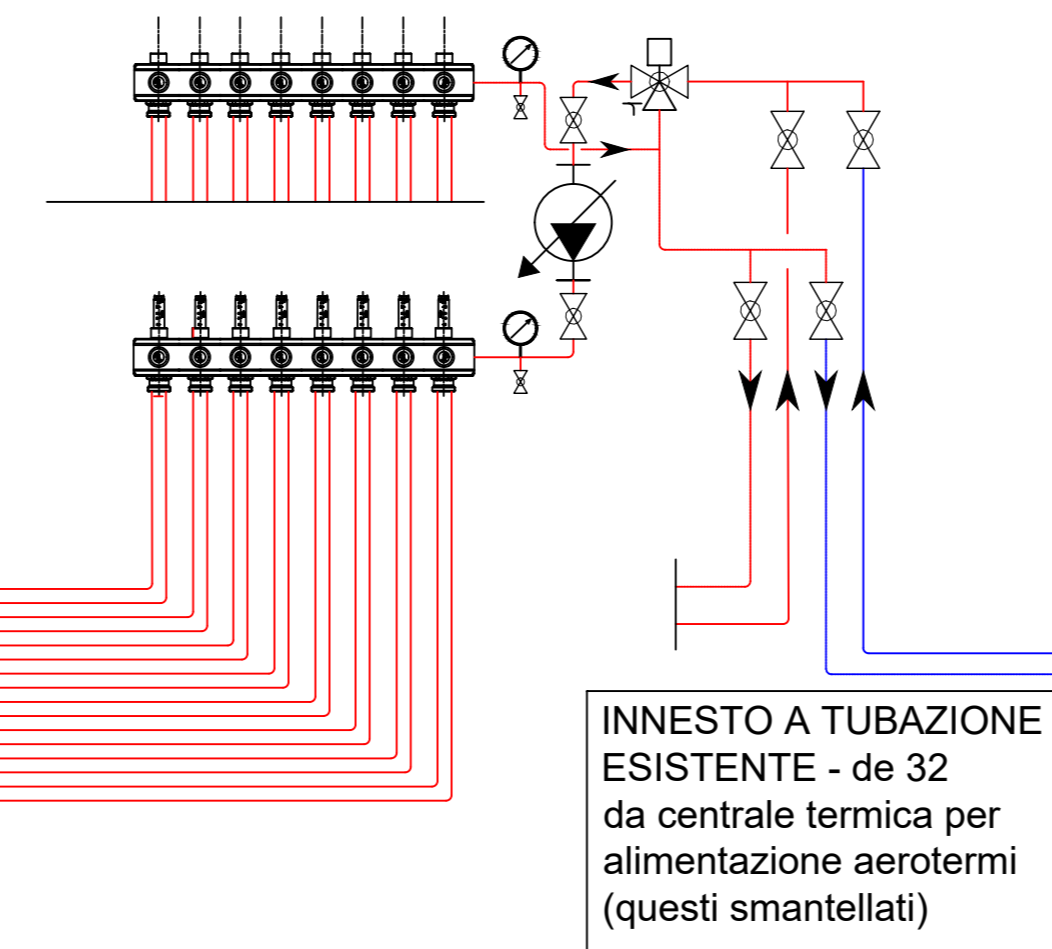 INNESTO A TUBAZIONE
ESISTENTE - de 32
da centrale termica per
alimentazione aerotermi
(questi smantellati)